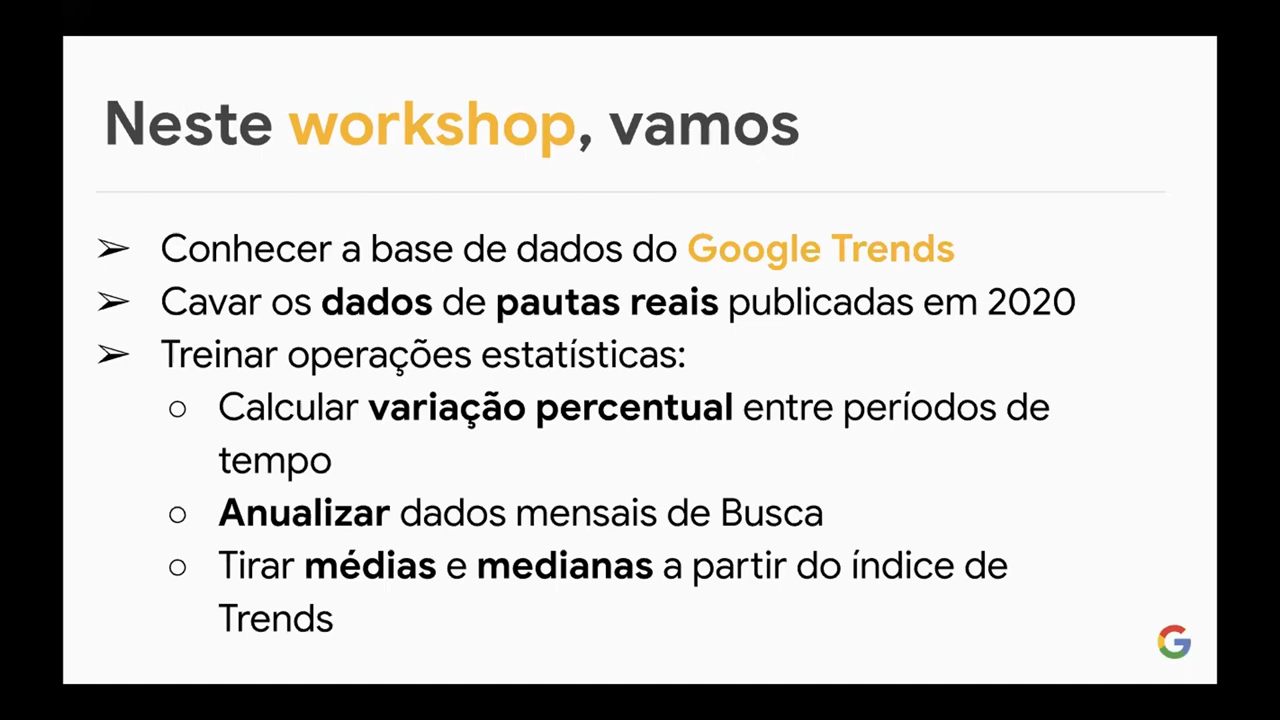 Neste workshop, vamos
➢ Conhecer a base de dados do Google Trends
➢ Cavar os dados de pautas reais publicadas em 2020
➢ Treinar operações estatísticas:
○ Calcular variação percentual entre períodos de
tempo
○ Anualizar dados mensais de Busca
○ Tirar médias e medianas a partir do índice de
Trends
G